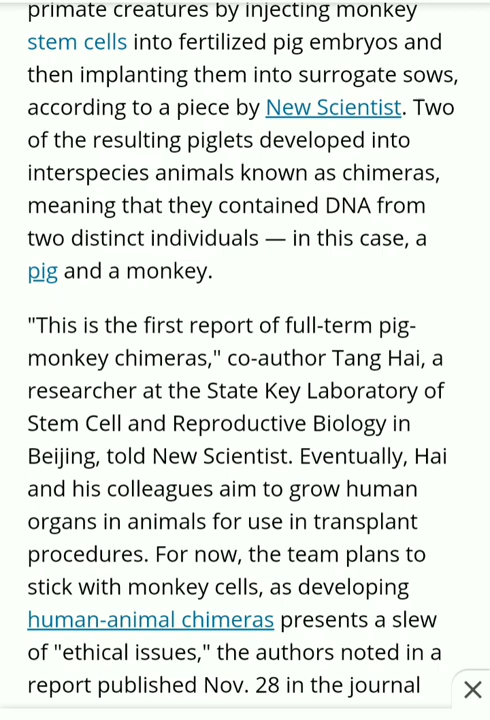 primate creatures by injecting monkey
stem cells into fertilized pig embryos and
then implanting them into surrogate sows,
according to a piece by New Scientist. Two
of the resulting piglets developed into
interspecies animals known as chimeras,
meaning that they contained DNA from
two distinct individuals — in this case, a
pig and a monkey.
"This is the first report of full-term pig-
monkey chimeras," co-author Tang Hai, a
researcher at the State Key Laboratory of
Stem Cell and Reproductive Biology in
Beijing, told New Scientist. Eventually, Hai
and his colleagues aim to grow human
organs in animals for use in transplant
procedures. For now, the team plans to
stick with monkey cells, as developing
human-animal chimeras presents a slew
of "ethical issues," the authors noted in a
report published Nov. 28 in the journal